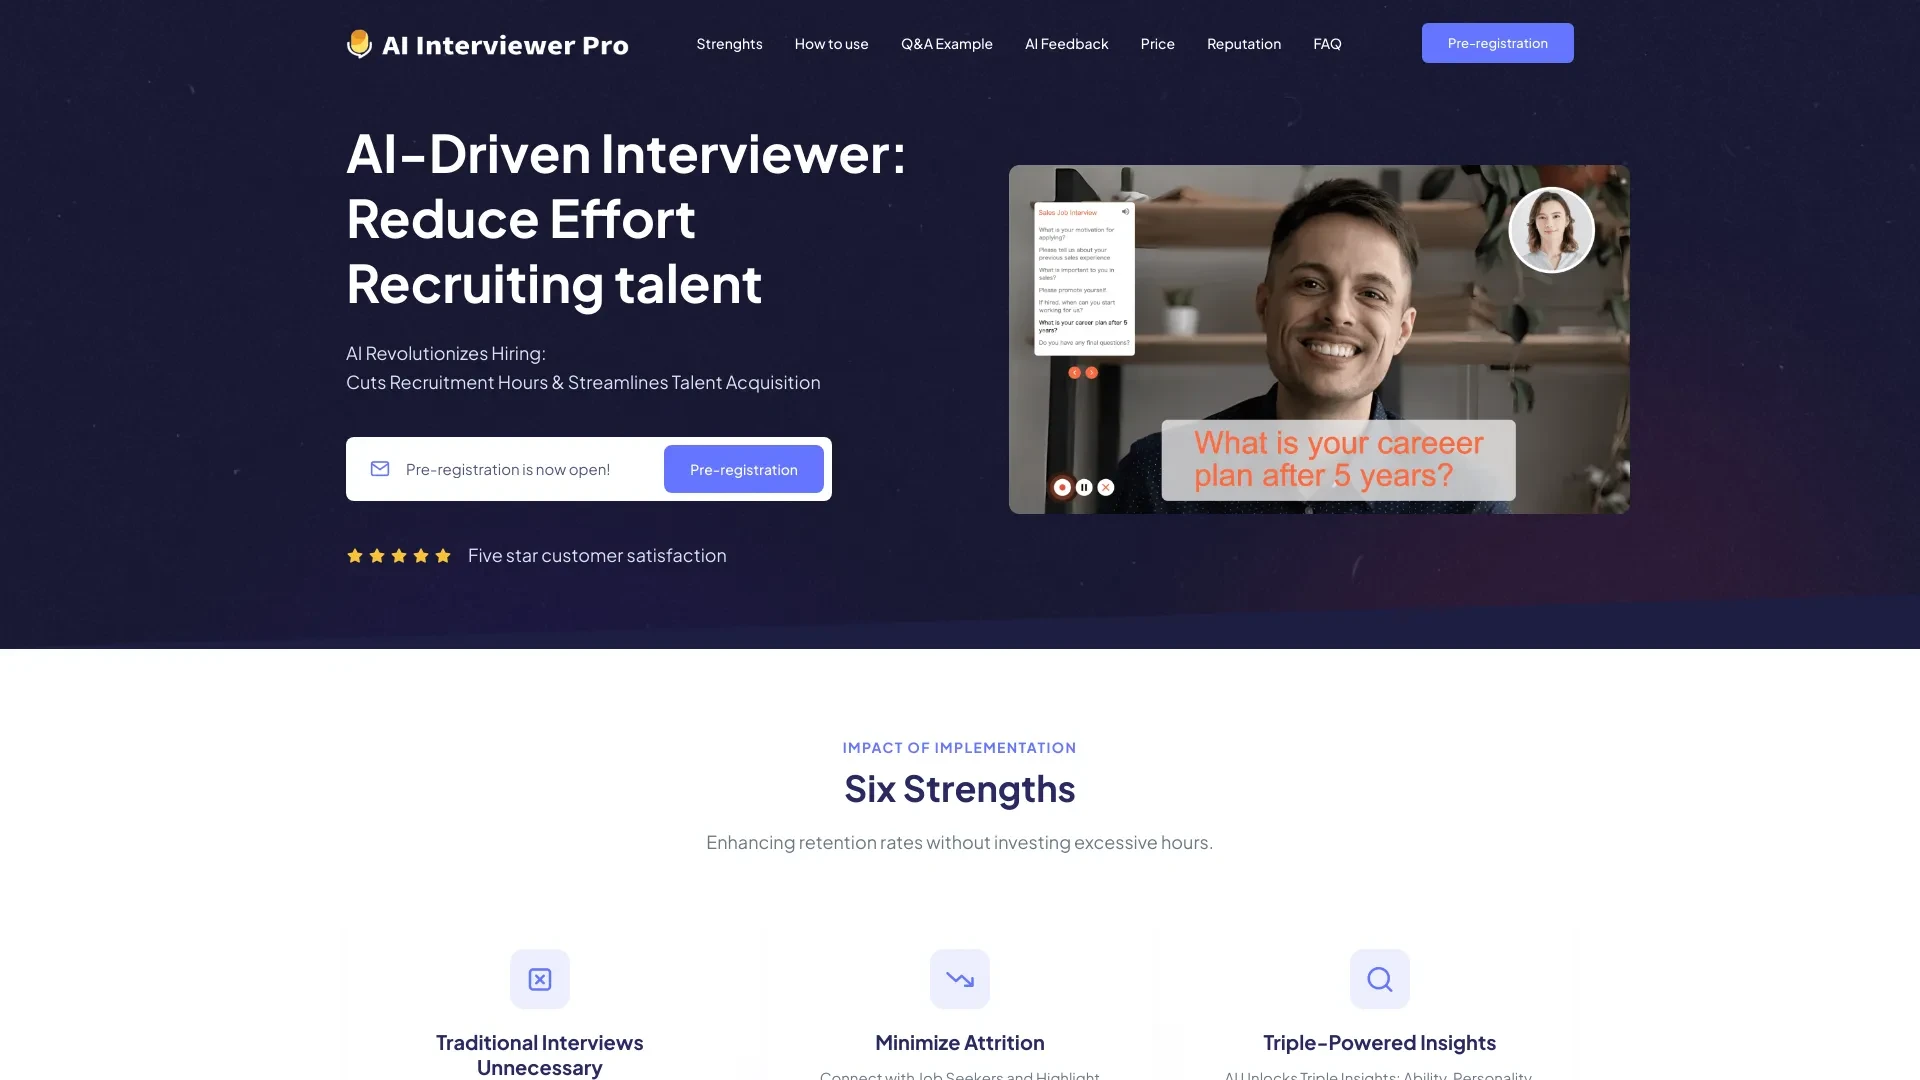 AI Interviewer Pro
Strenghts
How to use
Q&A Example
AI Feedback
Price
Reputation
FAQ
Pre-registration
AI-Driven Interviewer:
Reduce Effort
Recruiting talent
AI Revolutionizes Hiring:
Cuts Recruitment Hours & Streamlines Talent Acquisition
Pre-registration is now open!
Pre-registration
Five star customer satisfaction
Sales Job Interview
What is your motivation for
applying?
Please tell us about your
previous sales experience
What is important to you in
sales?
Please promote yourself
If hired, when can you start
working for us?
What is your career plan after 5
years?
Do you have any final questions?
What is your careeer
plan after 5 years?
IMPACT OF IMPLEMENTATION
Six Strengths
Enhancing retention rates without investing excessive hours.
Traditional Interviews
Unnecessary
Minimize Attrition
Connect with Job Seekers and Highlight
Triple-Powered Insights
AU Unlocks Triple Insights: Ability, Personality,